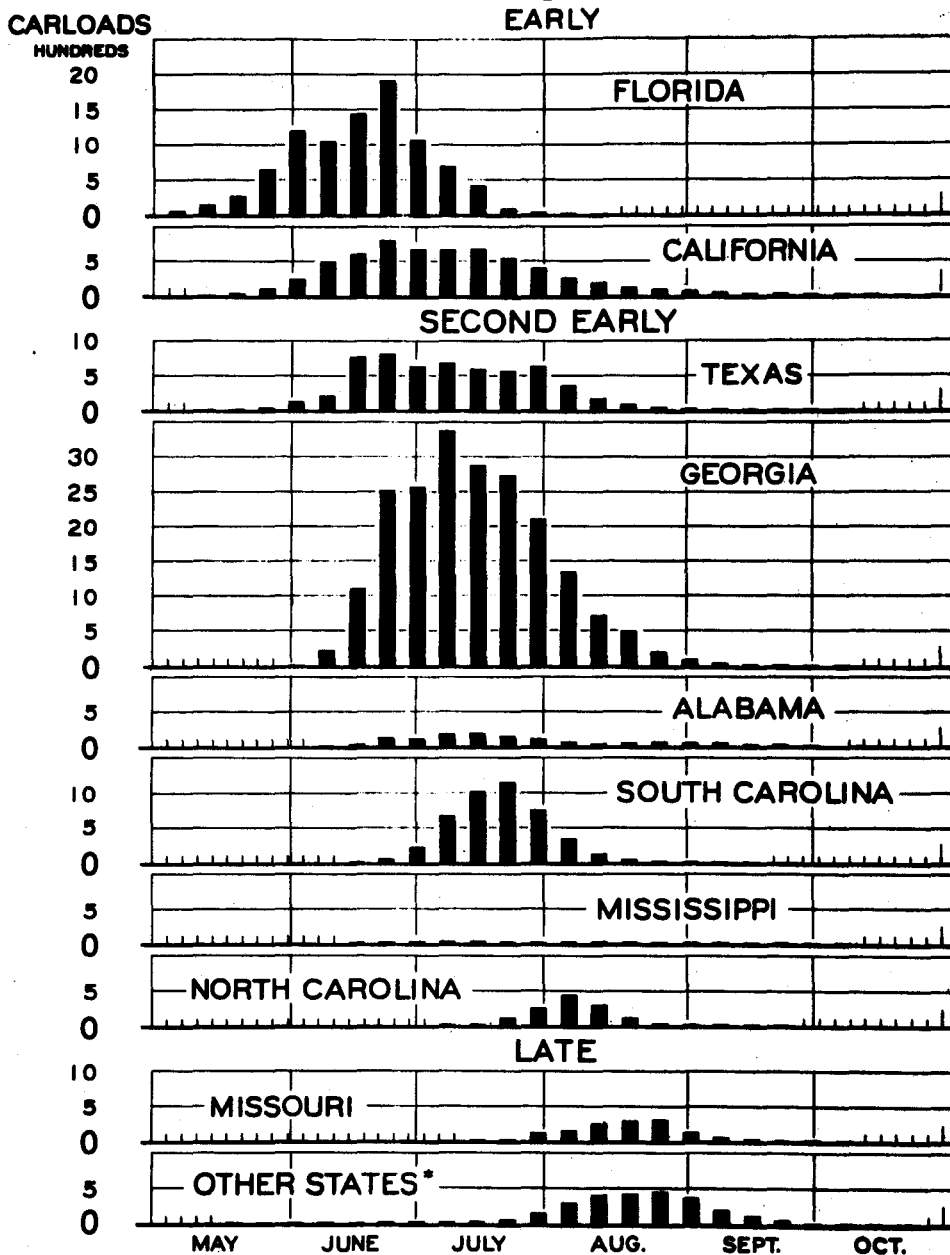 EARLY
CARLOADS
HUNDREDS
20
15
10
5
0
FLORIDA
5
0
CALIFORNIA
SECOND EARLY
10
5
0
TEXAS
30
25
20
15
10
5
0
GEORGIA
5
0
ALABAMA
10
5
0
SOUTH CAROLINA
5
0
MISSISSIPPI
5
0
NORTH CAROLINA
LATE
10
5
0
MISSOURI
5
0
OTHER STATES*
MAY JUNE JULY AUG. SEPT. OCT.